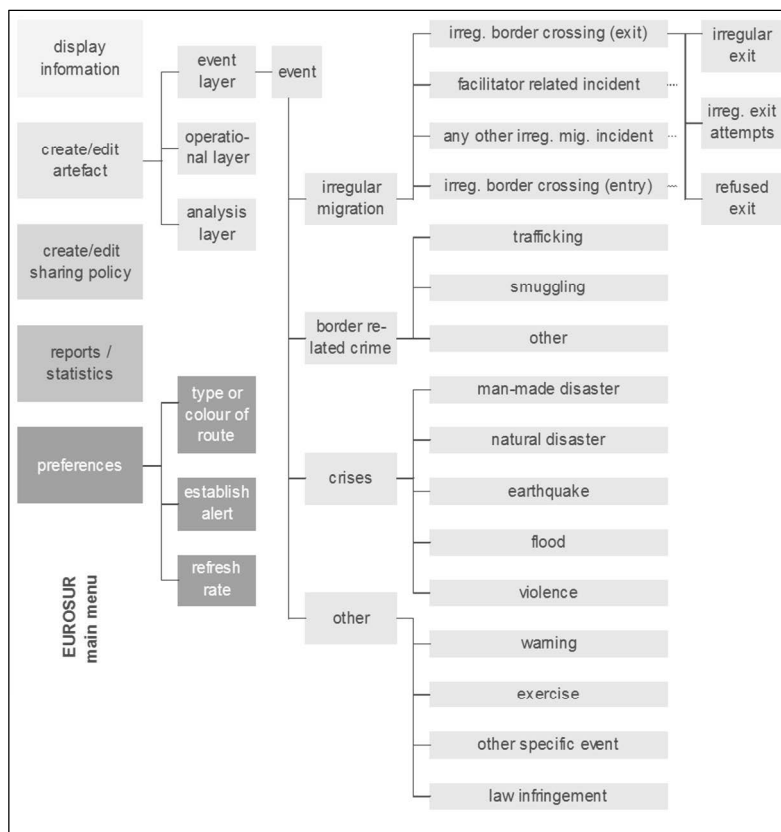 display
information
create/edit
artefact
create/edit
sharing policy
reports /
statistics
preferences
EUROSUR
main menu
event
layer
operatio-
nal layer
analysis
layer
type or
colour of
route
establish
alert
refresh
rate
event
irregular
migration
border re-
lated crime
crises
other
irreg. border crossing (exit)
facilitator related incident
any other irreg. mig. incident
irreg. border crossing (entry)
trafficking
smuggling
other
man-made disaster
natural disaster
earthquake
flood
violence
warning
exercise
other specific event
law infringement
irregular
exit
irreg. exit
attempts
refused
exit